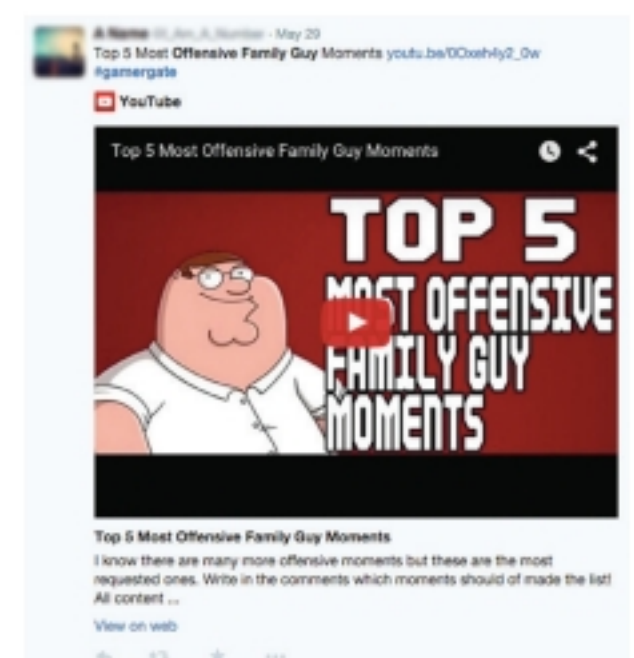 A Name · May 29
Top 5 Most Offensive Family Guy Moments youtu.be/0Oxeh4y2_0w
#gamergate
YouTube
Top 5 Most Offensive Family Guy Moments
TOP 5
MOST OFFENSIVE
FAMILY GUY
MOMENTS
Top 5 Most Offensive Family Guy Moments
I know there are many more offensive moments but these are the most
requested ones. Write in the comments which moments should of made the list!
All content ...
View on web